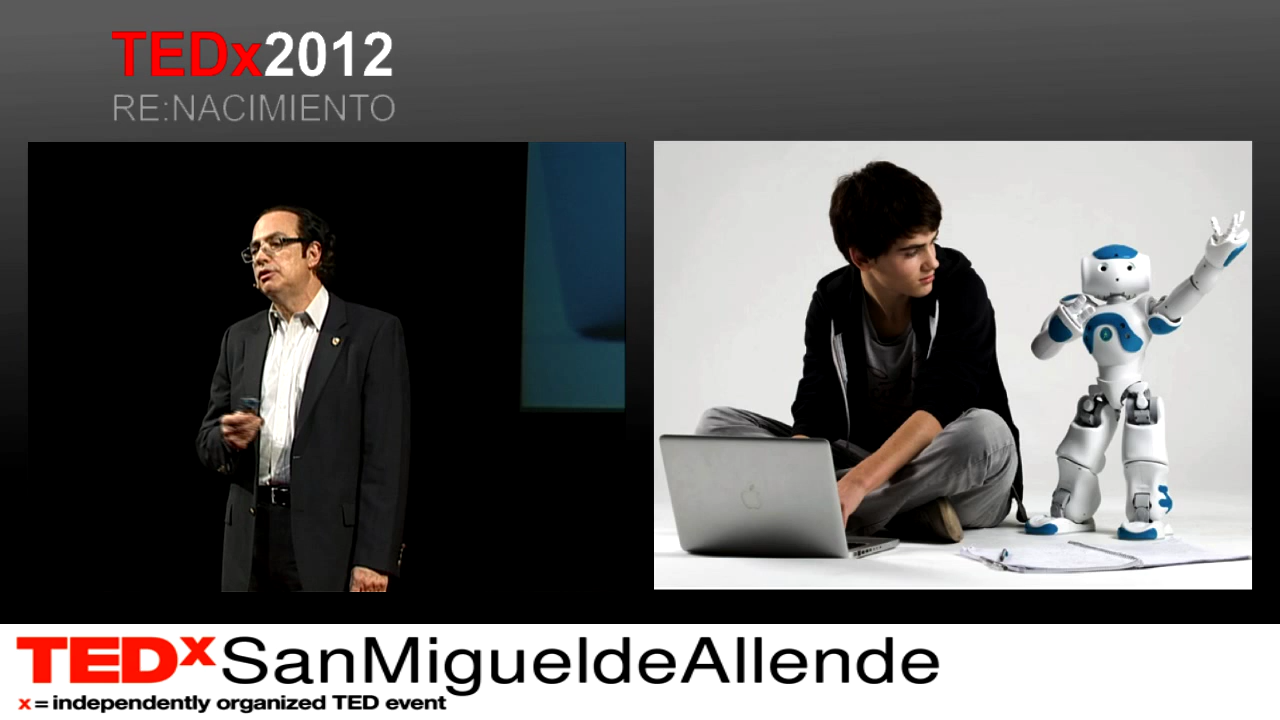 TEDx2012
RE:NACIMIENTO
TEDxSanMigueldeAllende
x = independently organized TED event